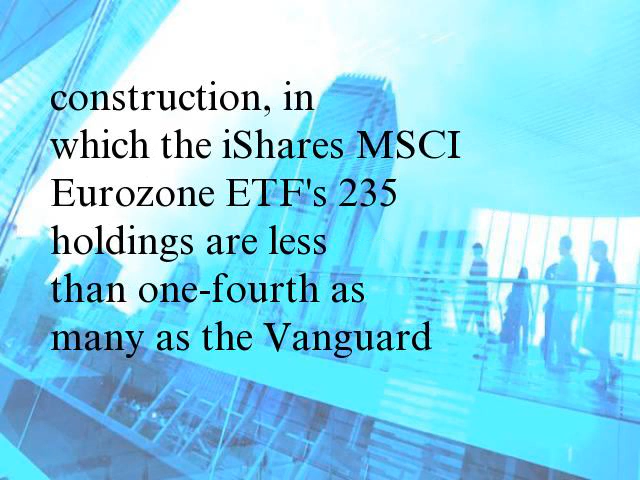 construction, in
which the iShares MSCI
Eurozone ETF's 235
holdings are less
than one-fourth as
many as the Vanguard